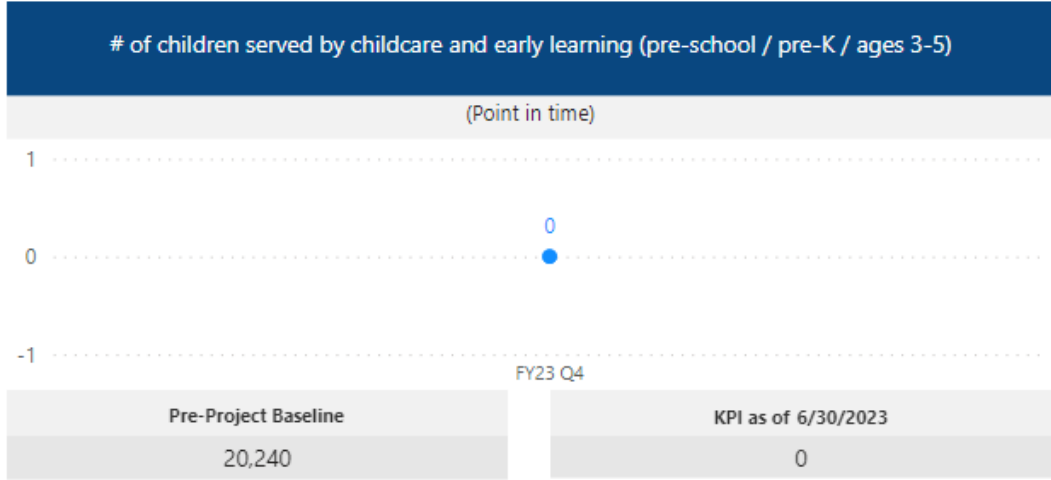 # of children served by childcare and early learning (pre-school / pre-K / ages 3-5)
(Point in time)
1
0
0
-1
FY23 Q4
Pre-Project Baseline
KPI as of 6/30/2023
20,240
0